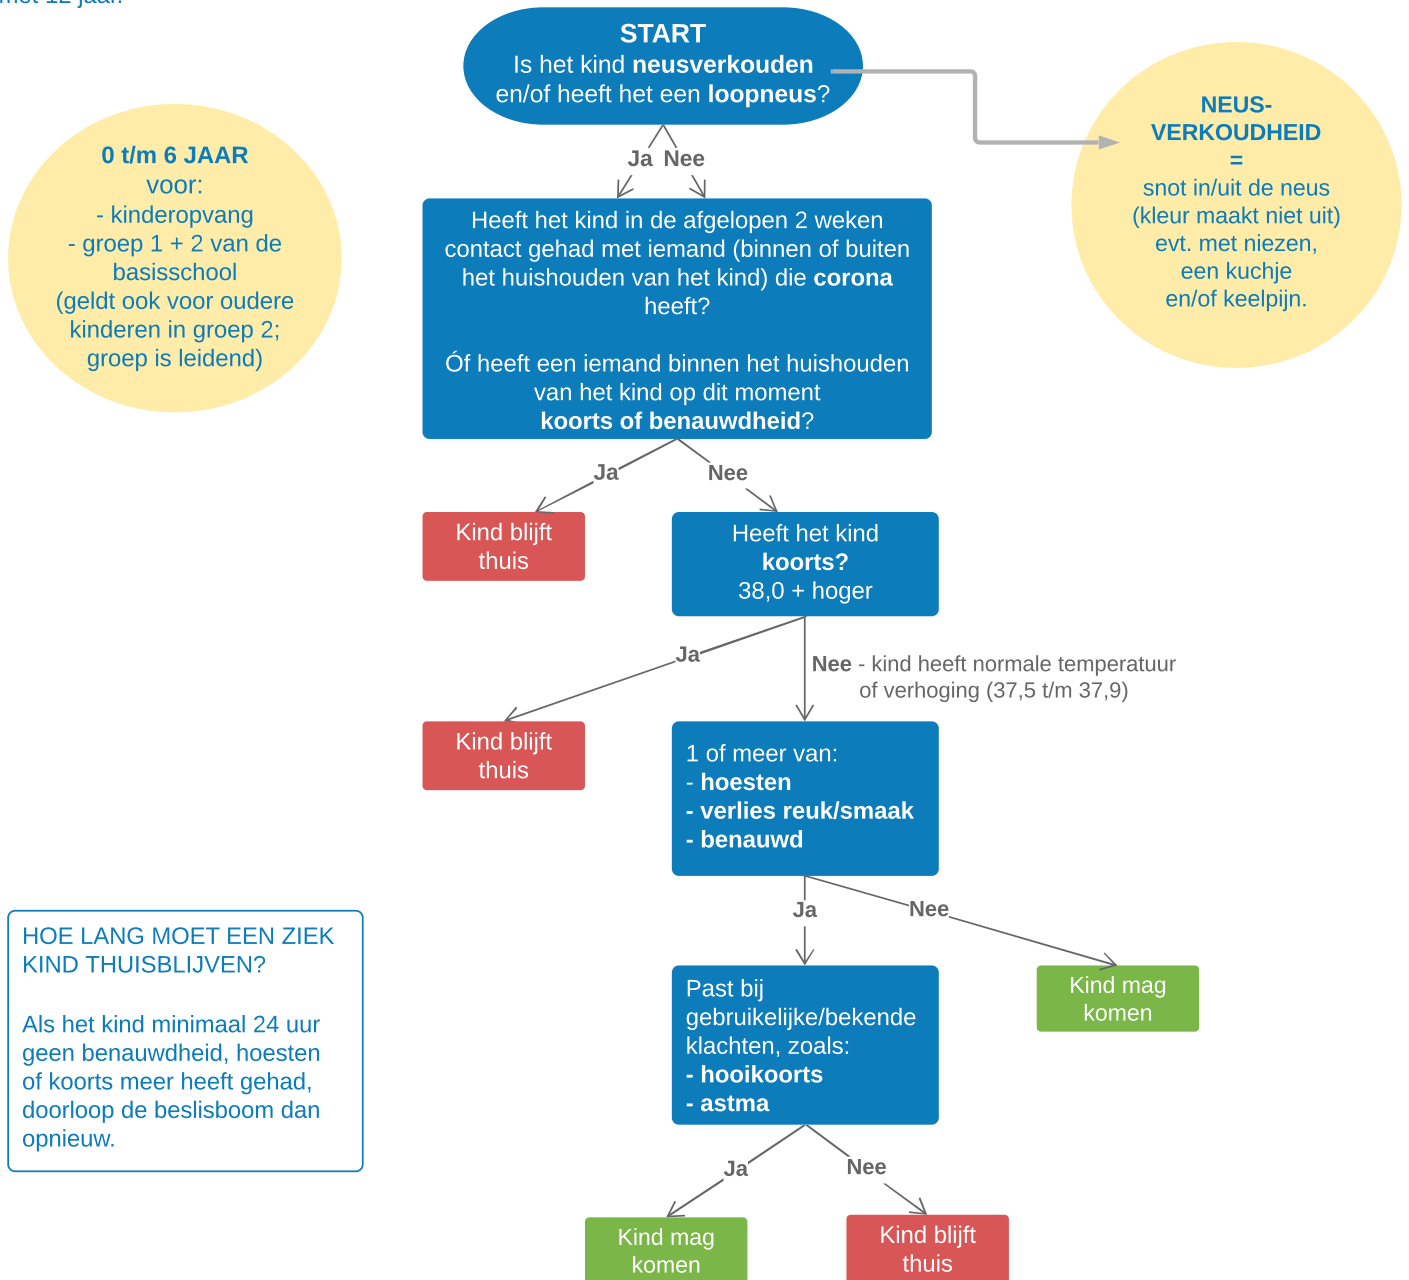 met 12 jaar.
START
Is het kind neusverkouden
en/of heeft het een loopneus?
NEUS-
VERKOUDHEID
=
snot in/uit de neus
(kleur maakt niet uit)
evt. met niezen,
een kuchje
en/of keelpijn.
0 t/m 6 JAAR
voor:
- kinderopvang
- groep 1 + 2 van de
basisschool
(geldt ook voor oudere
kinderen in groep 2;
groep is leidend)
Ja Nee
Heeft het kind in de afgelopen 2 weken
contact gehad met iemand (binnen of buiten
het huishouden van het kind) die corona
heeft?
Óf heeft een iemand binnen het huishouden
van het kind op dit moment
koorts of benauwdheid?
Ja
Nee
Kind blijft
thuis
Heeft het kind
koorts?
38,0 + hoger
Ja
Nee - kind heeft normale temperatuur
of verhoging (37,5 t/m 37,9)
Kind blijft
thuis
1 of meer van:
- hoesten
- verlies reuk/smaak
- benauwd
Ja
Nee
HOE LANG MOET EEN ZIEK
KIND THUISBLIJVEN?
Als het kind minimaal 24 uur
geen benauwdheid, hoesten
of koorts meer heeft gehad,
doorloop de beslisboom dan
opnieuw.
Past bij
gebruikelijke/bekende
klachten, zoals:
- hooikoorts
- astma
Kind mag
komen
Ja
Nee
Kind mag
komen
Kind blijft
thuis